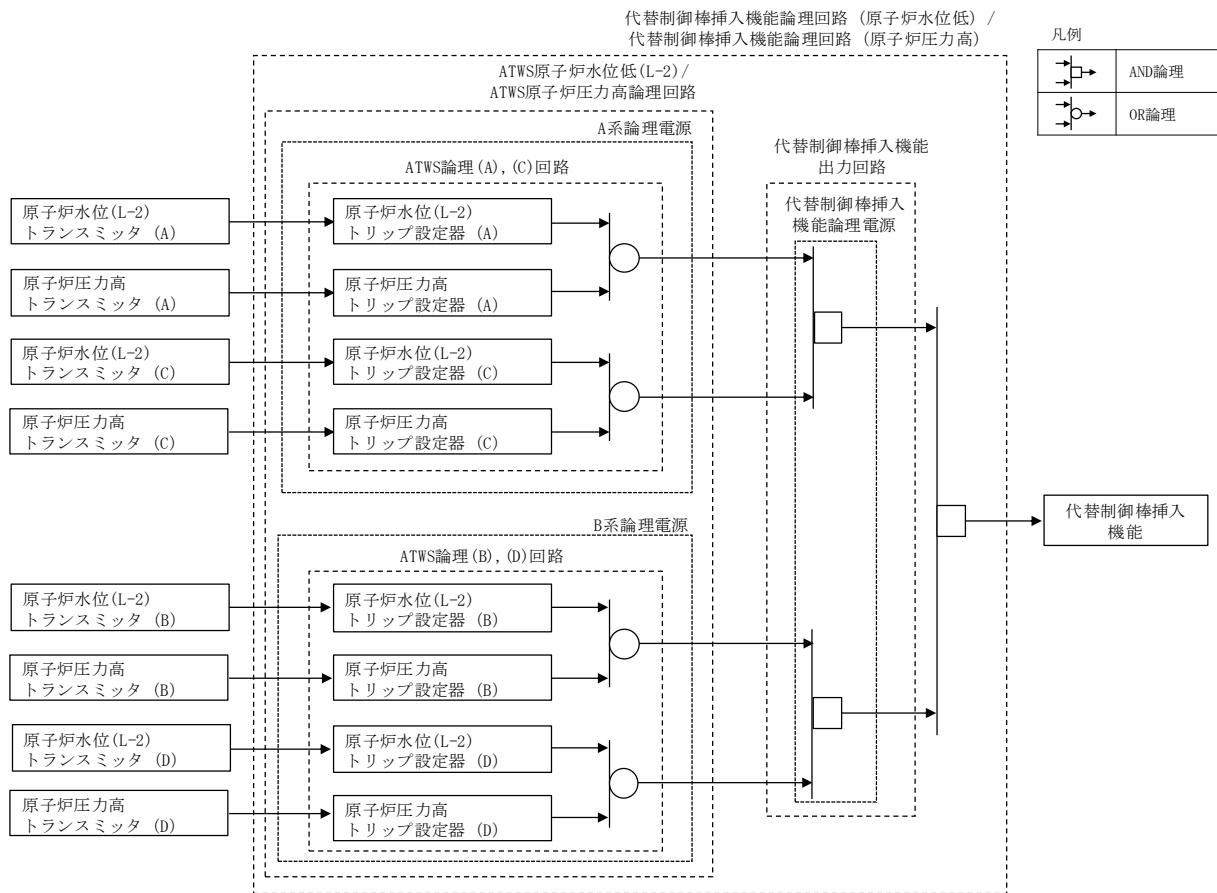 代替制御棒挿入機能論理回路 (原子炉水位低) /
代替制御棒挿入機能論理回路 (原子炉圧力高)
凡例
AND論理
OR論理
ATWS原子炉水位低(L-2)/
ATWS原子炉圧力高論理回路
A系論理電源
ATWS論理(A),(C)回路
代替制御棒挿入機能
出力回路
代替制御棒挿入
機能論理電源
原子炉水位(L-2)
トランスミッタ (A)
原子炉水位(L-2)
トリップ設定器 (A)
原子炉圧力高
トランスミッタ (A)
原子炉圧力高
トリップ設定器 (A)
原子炉水位(L-2)
トランスミッタ (C)
原子炉水位(L-2)
トリップ設定器 (C)
原子炉圧力高
トランスミッタ (C)
原子炉圧力高
トリップ設定器 (C)
代替制御棒挿入
機能
B系論理電源
ATWS論理(B),(D)回路
原子炉水位(L-2)
トランスミッタ (B)
原子炉水位(L-2)
トリップ設定器 (B)
原子炉圧力高
トランスミッタ (B)
原子炉圧力高
トリップ設定器 (B)
原子炉水位(L-2)
トランスミッタ (D)
原子炉水位(L-2)
トリップ設定器 (D)
原子炉圧力高
トランスミッタ (D)
原子炉圧力高
トリップ設定器 (D)